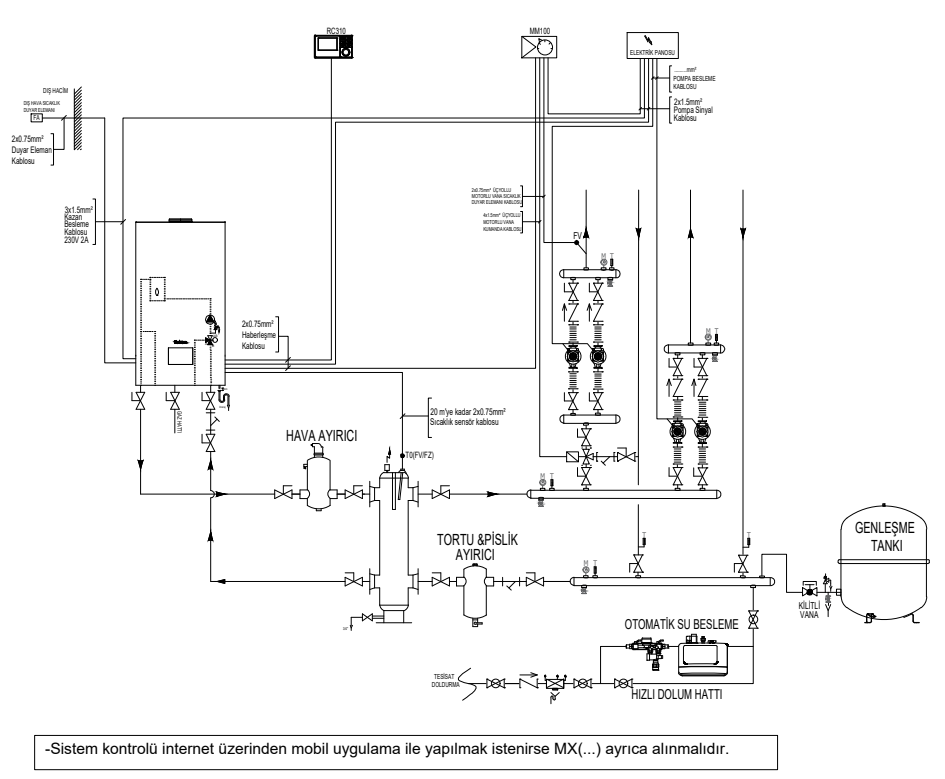 RC310
MM100
ELEKTRİK PANOSU
.........mm²
POMPA BESLEME
KABLOSU
2x1.5mm²
Pompa Sinyal
Kablosu
DIŞ HACİM
DIŞ HAVA SICAKLIK
DUYAR ELEMANI
FA
2x0.75mm²
Duyar Eleman
Kablosu
3x1.5mm²
Kazan
Besleme
Kablosu
230V 2A
2x0.75mm² ÜÇYOLLU
MOTORLU VANA SICAKLIK
DUYAR ELEMANI KABLOSU
4x1.5mm² ÜÇYOLLU
MOTORLU VANA
KUMANDA KABLOSU
FV
M
T
M
T
2x0.75mm²
Haberleşme
Kablosu
GAZ HATTI
20 m'ye kadar 2x0.75mm²
Sıcaklık sensör kablosu
HAVA AYIRICI
T0(FV/FZ)
M
T
TORTU &PİSLİK
AYIRICI
M
T
T
T
GENLEŞME
TANKI
KİLİTLİ
VANA
OTOMATİK SU BESLEME
TESİSAT
DOLDURMA
HIZLI DOLUM HATTI
-Sistem kontrolü internet üzerinden mobil uygulama ile yapılmak istenirse MX(...) ayrıca alınmalıdır.